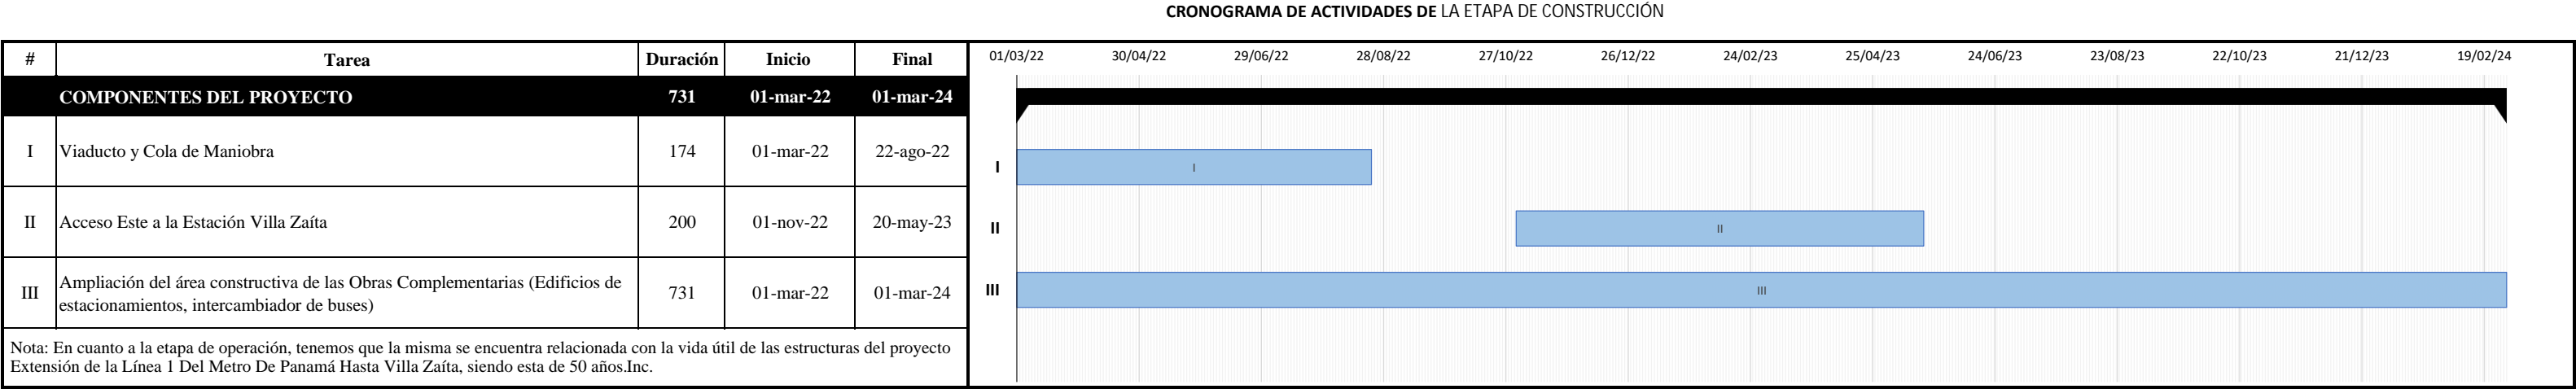 CRONOGRAMA DE ACTIVIDADES DE LA ETAPA DE CONSTRUCCIÓN
# Tarea Duración Inicio Final
COMPONENTES DEL PROYECTO 731 01-mar-22 01-mar-24
I Viaducto y Cola de Maniobra 174 01-mar-22 22-ago-22
II Acceso Este a la Estación Villa Zaíta 200 01-nov-22 20-may-23
III Ampliación del área constructiva de las Obras Complementarias (Edificios de
estacionamientos, intercambiador de buses) 731 01-mar-22 01-mar-24
Nota: En cuanto a la etapa de operación, tenemos que la misma se encuentra relacionada con la vida útil de las estructuras del proyecto
Extensión de la Línea 1 Del Metro De Panamá Hasta Villa Zaíta, siendo esta de 50 años.Inc.
01/03/22 30/04/22 29/06/22 28/08/22 27/10/22 26/12/22 24/02/23 25/04/23 24/06/23 23/08/23 22/10/23 21/12/23 19/02/24
I I
II II
III III